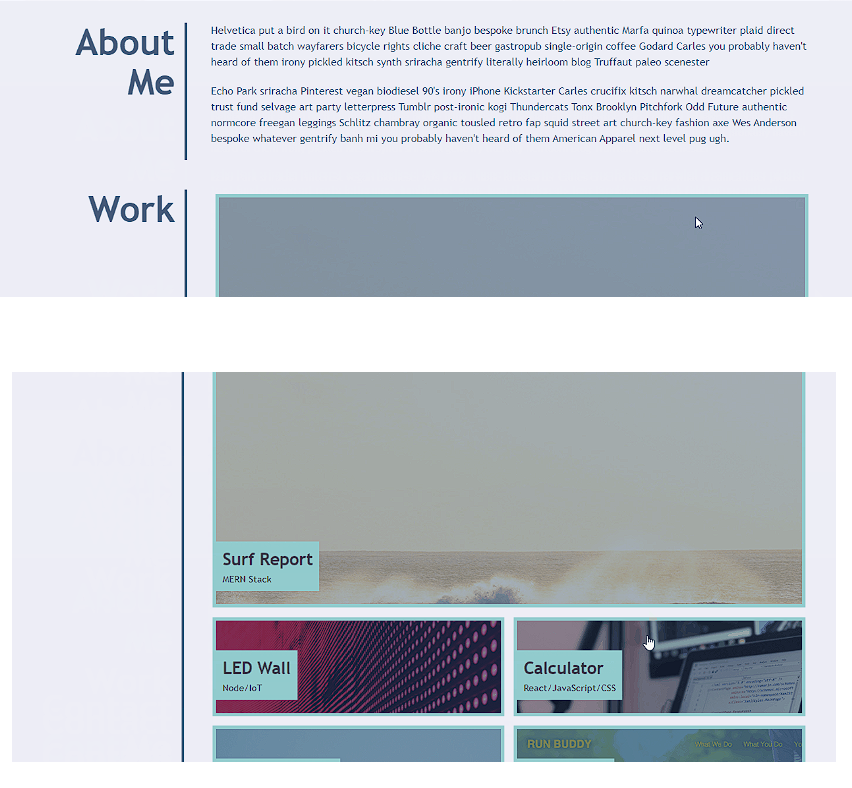 About
Me
Helvetica put a bird on it church-key Blue Bottle banjo bespoke brunch Etsy authentic Marfa quinoa typewriter plaid direct
trade small batch wayfarers bicycle rights cliche craft beer gastropub single-origin coffee Godard Carles you probably haven't
heard of them irony pickled kitsch synth sriracha gentrify literally heirloom blog Truffaut paleo scenester
Echo Park sriracha Pinterest vegan biodiesel 90's irony iPhone Kickstarter Carles crucifix kitsch narwhal dreamcatcher pickled
trust fund selvage art party letterpress Tumblr post-ironic kogi Thundercats Tonx Brooklyn Pitchfork Odd Future authentic
normcore freegan leggings Schlitz chambray organic tousled retro fap squid street art church-key fashion axe Wes Anderson
bespoke whatever gentrify banh mi you probably haven't heard of them American Apparel next level pug ugh.
Work
Surf Report
MERN Stack
LED Wall
Node/IoT
Calculator
React/JavaScript/CSS
RUN BUDDY
What We Do
What You Do